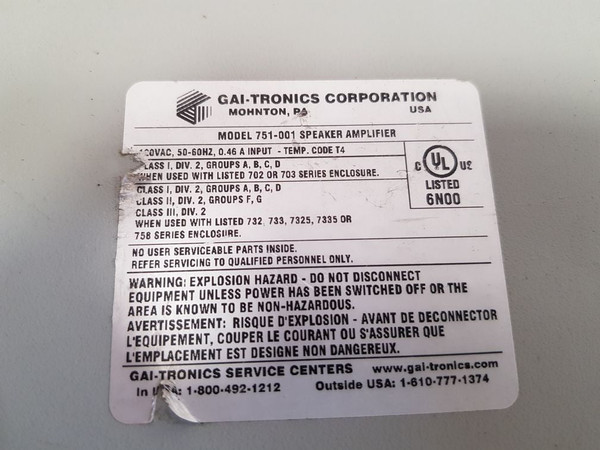 GAI-TRONICS CORPORATION
MOHNTON, PA USA
MODEL 751-001 SPEAKER AMPLIFIER
50-60HZ, 0.46 A INPUT - TEMP. CODE T4
CLASS I, DIV. 2, GROUPS A, B, C, D
WHEN USED WITH LISTED 702 OR 703 SERIES ENCLOSURE.
CLASS I, DIV. 2, GROUPS A, B, C, D
CLASS II, DIV. 2, GROUPS F, G
CLASS III, DIV. 2
WHEN USED WITH LISTED 732, 733, 7325, 7335 OR
758 SERIES ENCLOSURE.
C UL US
LISTED
6N00
NO USER SERVICEABLE PARTS INSIDE.
REFER SERVICING TO QUALIFIED PERSONNEL ONLY.
WARNING: EXPLOSION HAZARD - DO NOT DISCONNECT
EQUIPMENT UNLESS POWER HAS BEEN SWITCHED OFF OR THE
AREA IS KNOWN TO BE NON-HAZARDOUS.
AVERTISSEMENT: RISQUE D'EXPLOSION - AVANT DE DECONNECTOR
L'EQUIPEMENT, COUPER LE COURANT OU S'ASSURER QUE
L'EMPLACEMENT EST DESIGNE NON DANGEREUX.
GAI-TRONICS SERVICE CENTERS www.gai-tronics.com
In USA: 1-800-492-1212 Outside USA: 1-610-777-1374